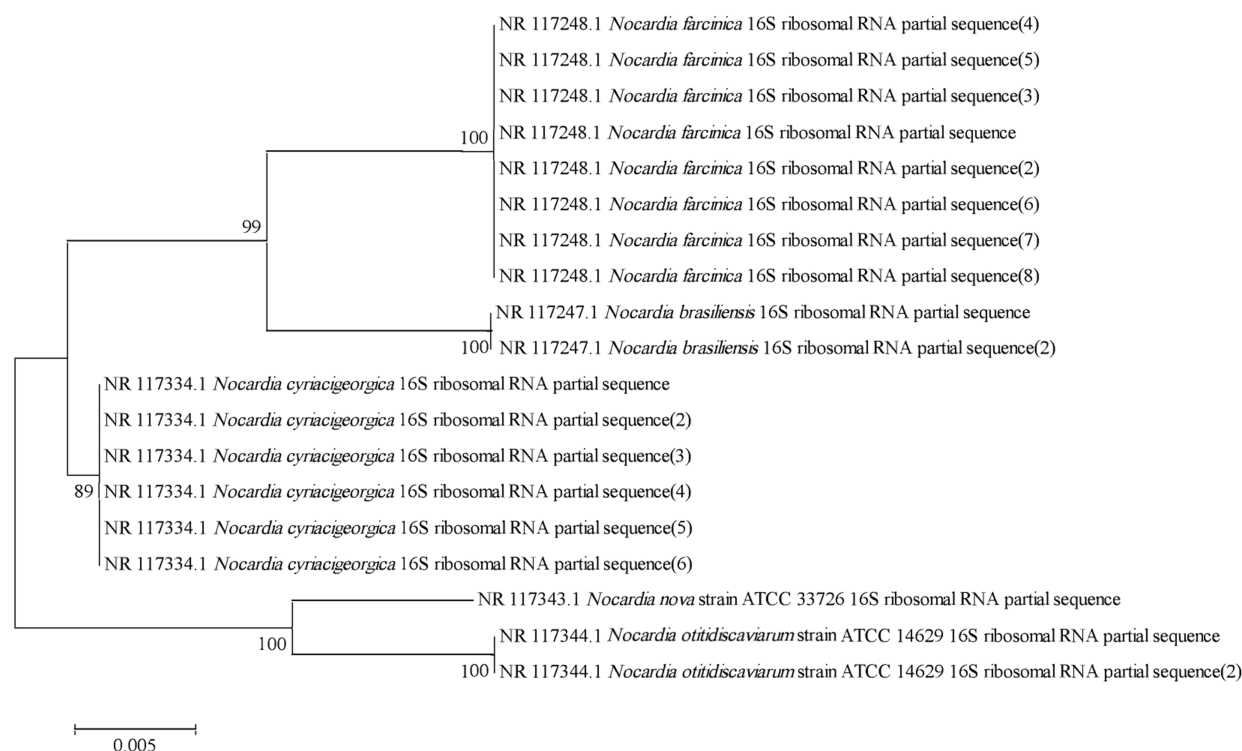 NR 117248.1 Nocardia farcinica 16S ribosomal RNA partial sequence(4)
NR 117248.1 Nocardia farcinica 16S ribosomal RNA partial sequence(5)
NR 117248.1 Nocardia farcinica 16S ribosomal RNA partial sequence(3)
100
NR 117248.1 Nocardia farcinica 16S ribosomal RNA partial sequence
NR 117248.1 Nocardia farcinica 16S ribosomal RNA partial sequence(2)
NR 117248.1 Nocardia farcinica 16S ribosomal RNA partial sequence(6)
99
NR 117248.1 Nocardia farcinica 16S ribosomal RNA partial sequence(7)
NR 117248.1 Nocardia farcinica 16S ribosomal RNA partial sequence(8)
NR 117247.1 Nocardia brasiliensis 16S ribosomal RNA partial sequence
100
NR 117247.1 Nocardia brasiliensis 16S ribosomal RNA partial sequence(2)
NR 117334.1 Nocardia cyriacigeorgica 16S ribosomal RNA partial sequence
NR 117334.1 Nocardia cyriacigeorgica 16S ribosomal RNA partial sequence(2)
NR 117334.1 Nocardia cyriacigeorgica 16S ribosomal RNA partial sequence(3)
89
NR 117334.1 Nocardia cyriacigeorgica 16S ribosomal RNA partial sequence(4)
NR 117334.1 Nocardia cyriacigeorgica 16S ribosomal RNA partial sequence(5)
NR 117334.1 Nocardia cyriacigeorgica 16S ribosomal RNA partial sequence(6)
NR 117343.1 Nocardia nova strain ATCC 33726 16S ribosomal RNA partial sequence
100
NR 117344.1 Nocardia otitidiscaviarum strain ATCC 14629 16S ribosomal RNA partial sequence
100
NR 117344.1 Nocardia otitidiscaviarum strain ATCC 14629 16S ribosomal RNA partial sequence(2)
0.005